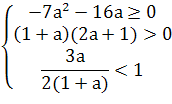 −7a² − 16a ≥ 0
(1 + a)(2a + 1) > 0
3a
2(1 + a) < 1